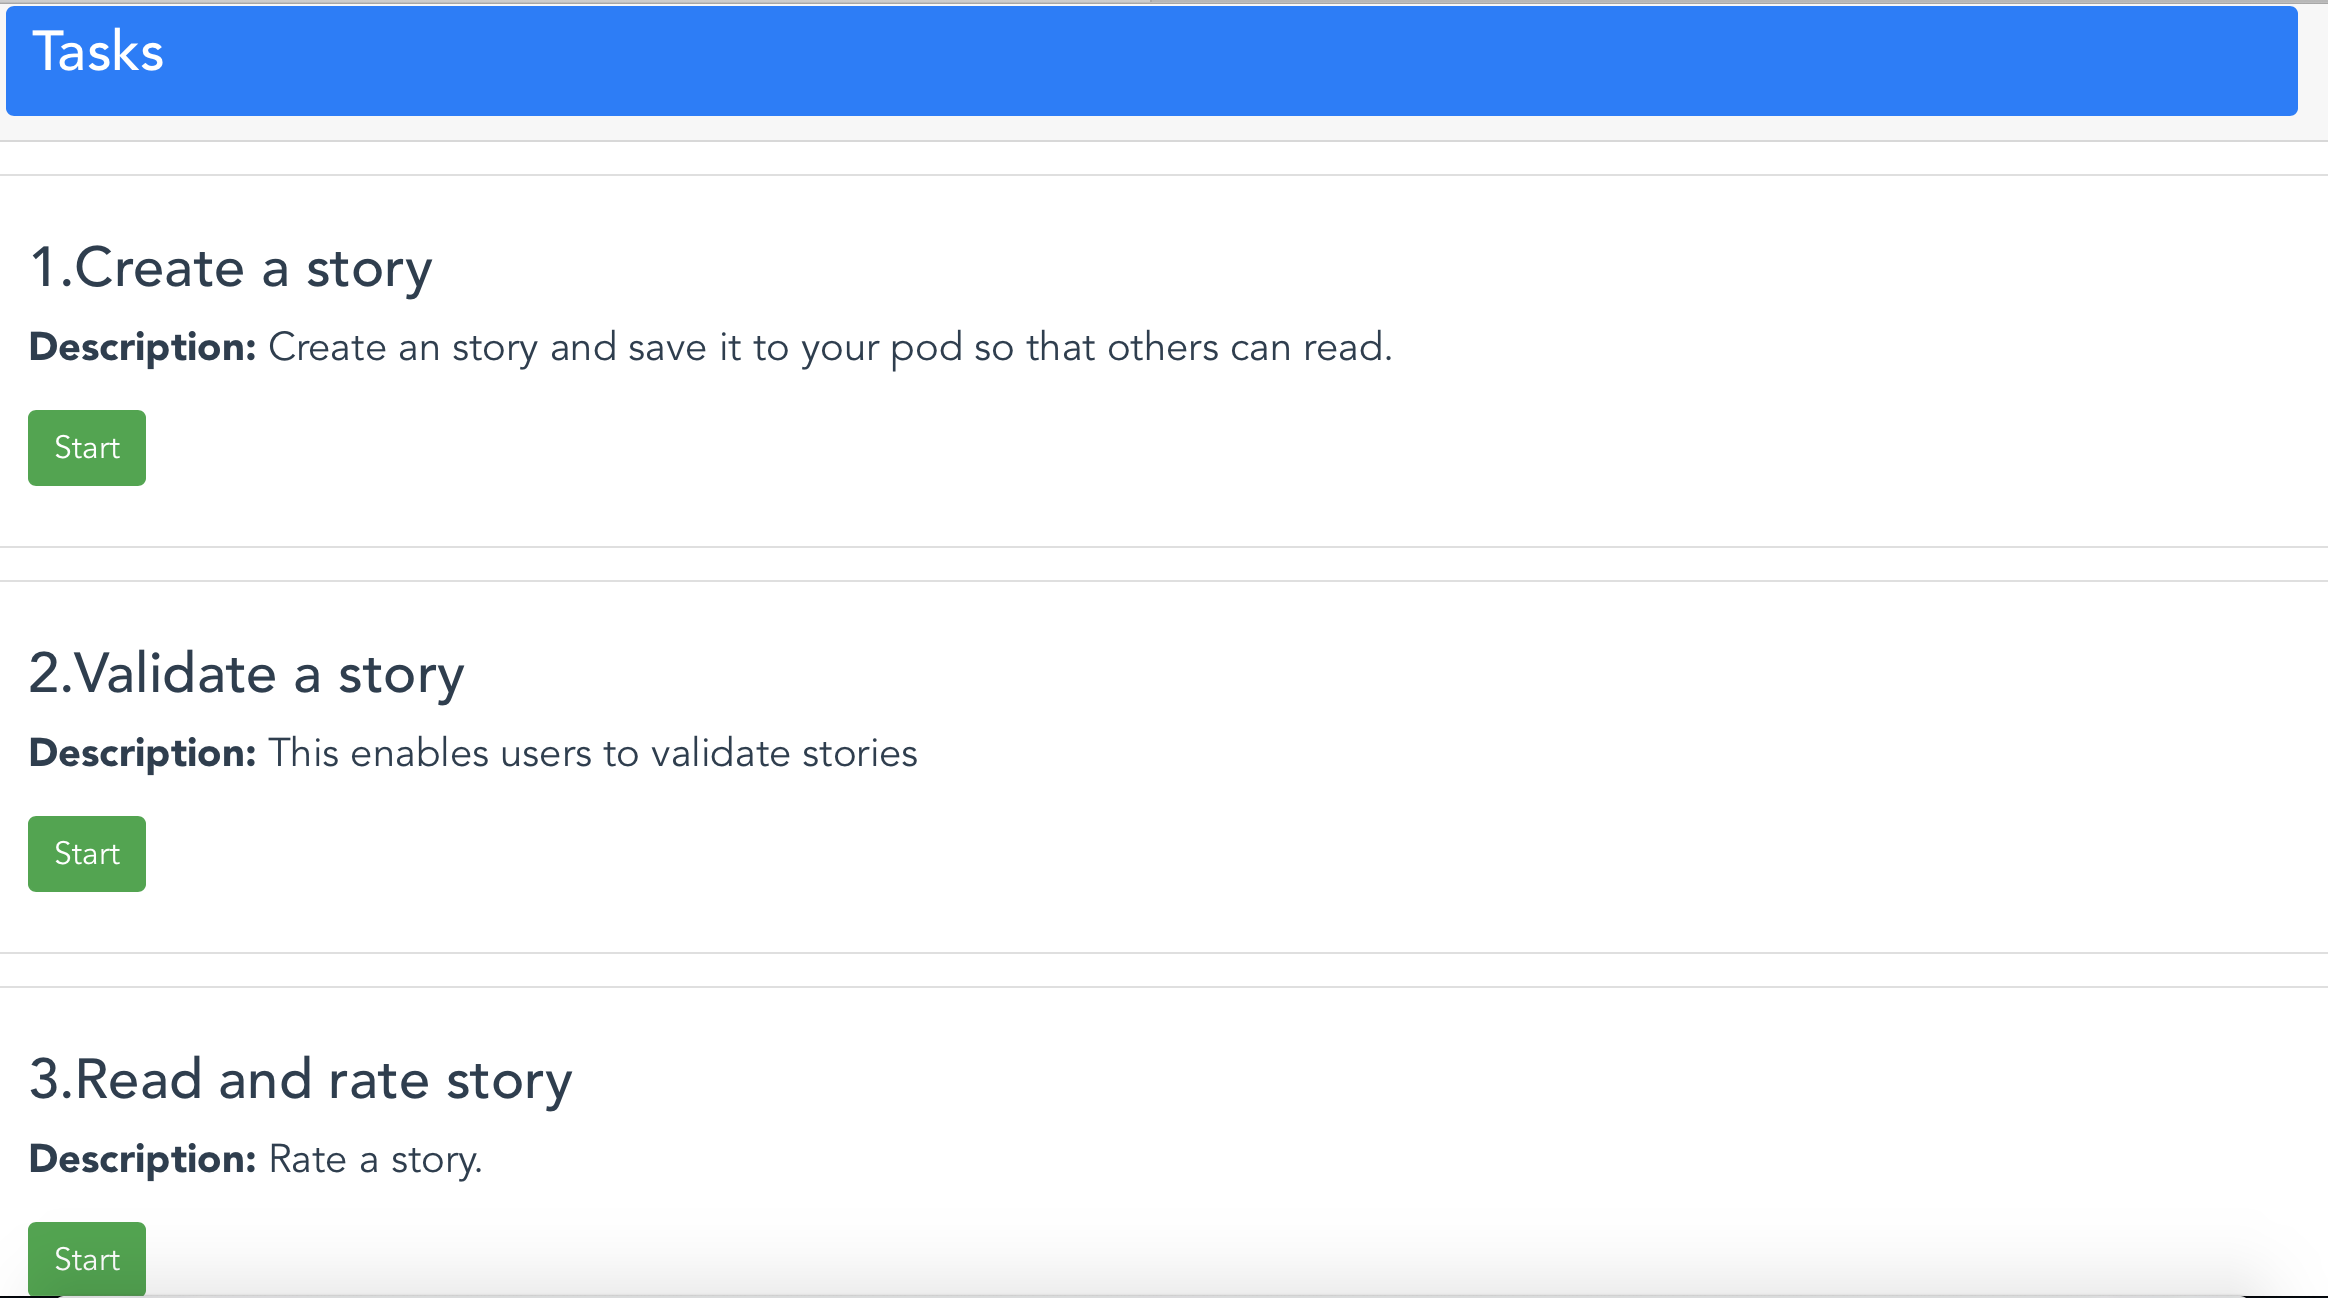 Tasks
1.Create a story
Description: Create an story and save it to your pod so that others can read.
Start
2.Validate a story
Description: This enables users to validate stories
Start
3.Read and rate story
Description: Rate a story.
Start